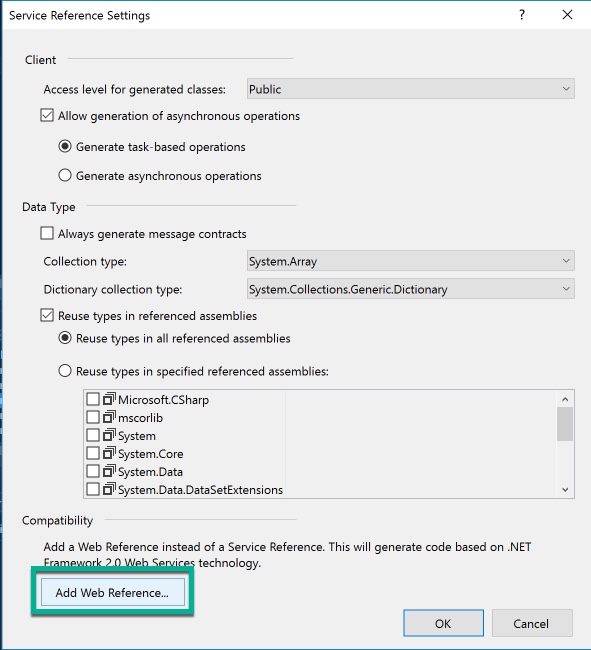 Service Reference Settings
?
Client
Access level for generated classes: Public
Allow generation of asynchronous operations
Generate task-based operations
Generate asynchronous operations
Data Type
Always generate message contracts
Collection type: System.Array
Dictionary collection type: System.Collections.Generic.Dictionary
Reuse types in referenced assemblies
Reuse types in all referenced assemblies
Reuse types in specified referenced assemblies:
Microsoft.CSharp
mscorlib
System
System.Core
System.Data
System.Data.DataSetExtensions
Compatibility
Add a Web Reference instead of a Service Reference. This will generate code based on .NET
Framework 2.0 Web Services technology.
Add Web Reference...
OK Cancel